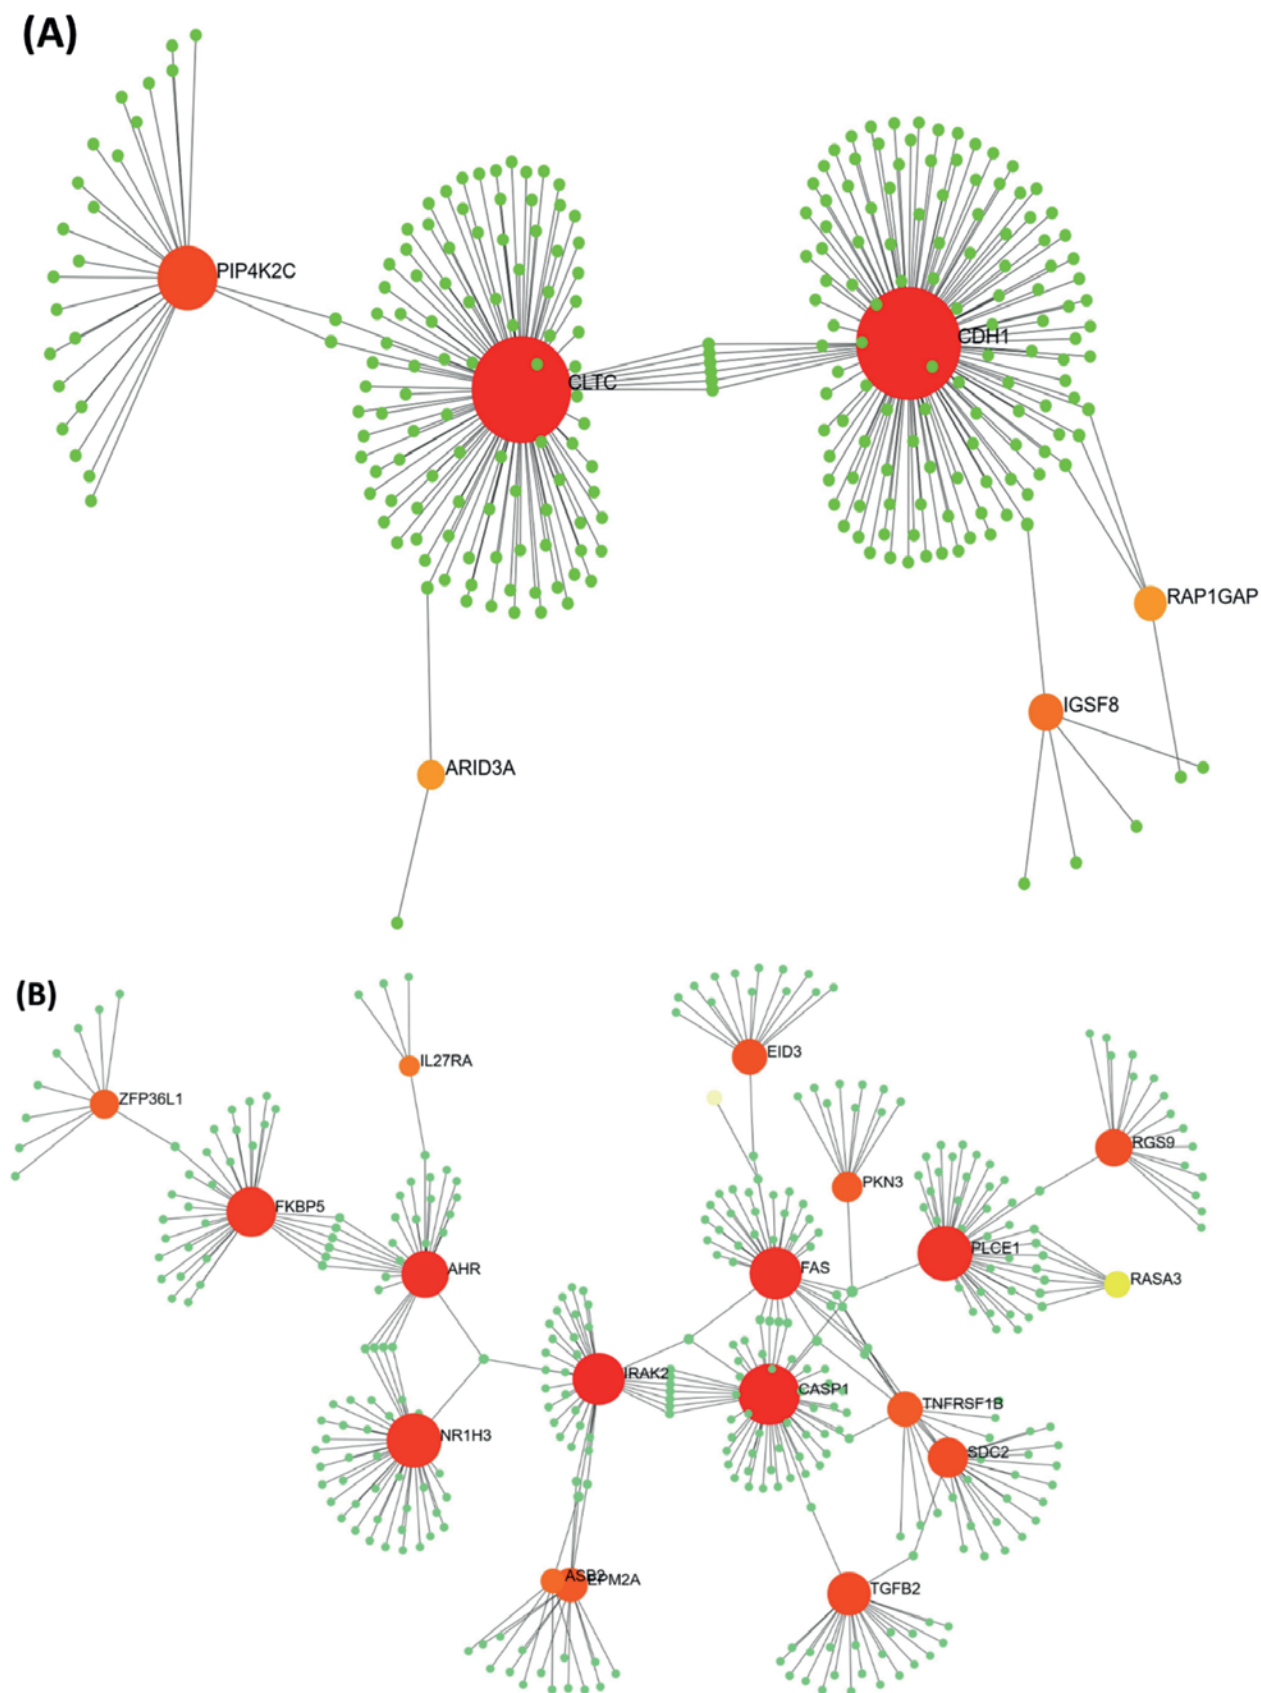 (A)
PIP4K2C
CDH1
CLTC
RAP1GAP
IGSF8
ARID3A
(B)
EID3
IL27RA
ZFP36L1
RGS9
PKN3
FKBP5
PLCE1
AHR
FAS
RASA3
IRAK2
CASP1
TNFRSF1B
NR1H3
SDC2
ASB2
EPM2A
TGFB2